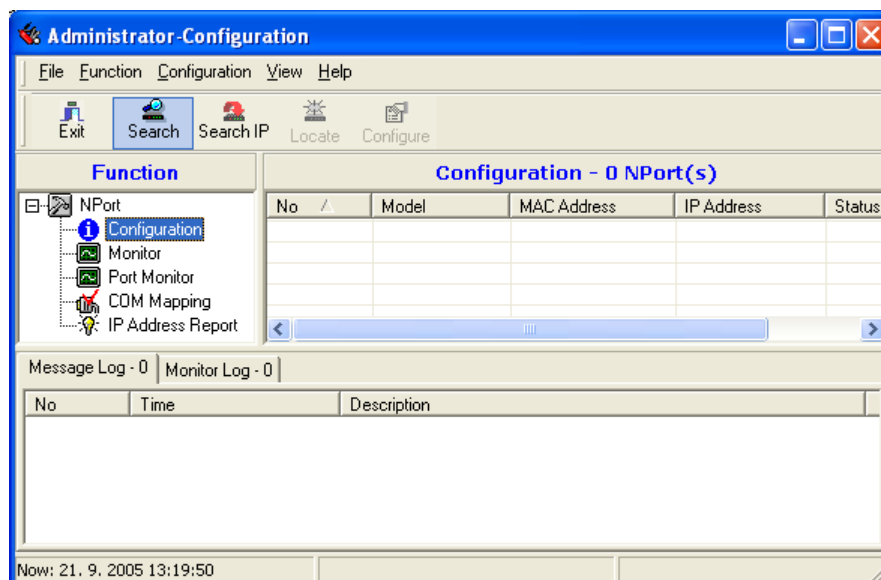 Administrator-Configuration
File Function Configuration View Help
Exit Search Search IP Locate Configure
Function
Configuration - 0 NPort(s)
NPort
Configuration
Monitor
Port Monitor
COM Mapping
IP Address Report
No Model MAC Address IP Address Status
Message Log - 0 Monitor Log - 0
No Time Description
Now: 21. 9. 2005 13:19:50